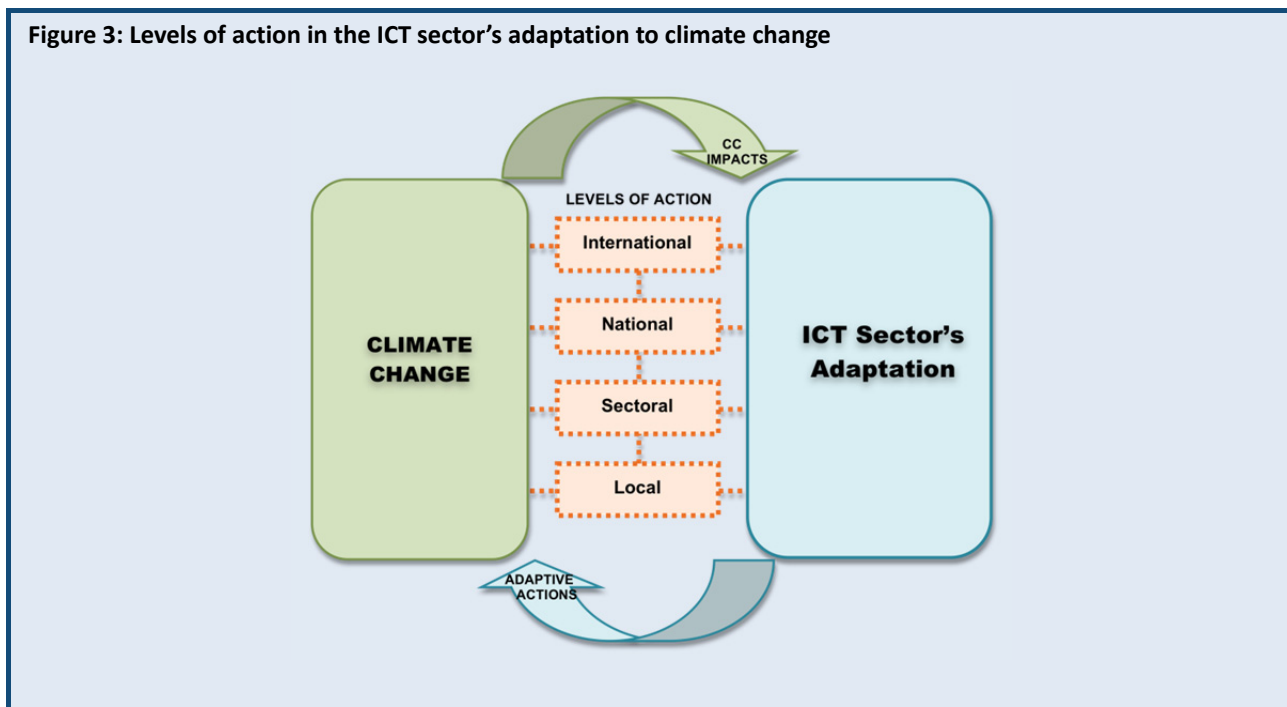 Figure 3: Levels of action in the ICT sector’s adaptation to climate change
CC
IMPACTS
LEVELS OF ACTION
International
National
Sectoral
Local
CLIMATE
CHANGE
ICT Sector’s
Adaptation
ADAPTIVE
ACTIONS